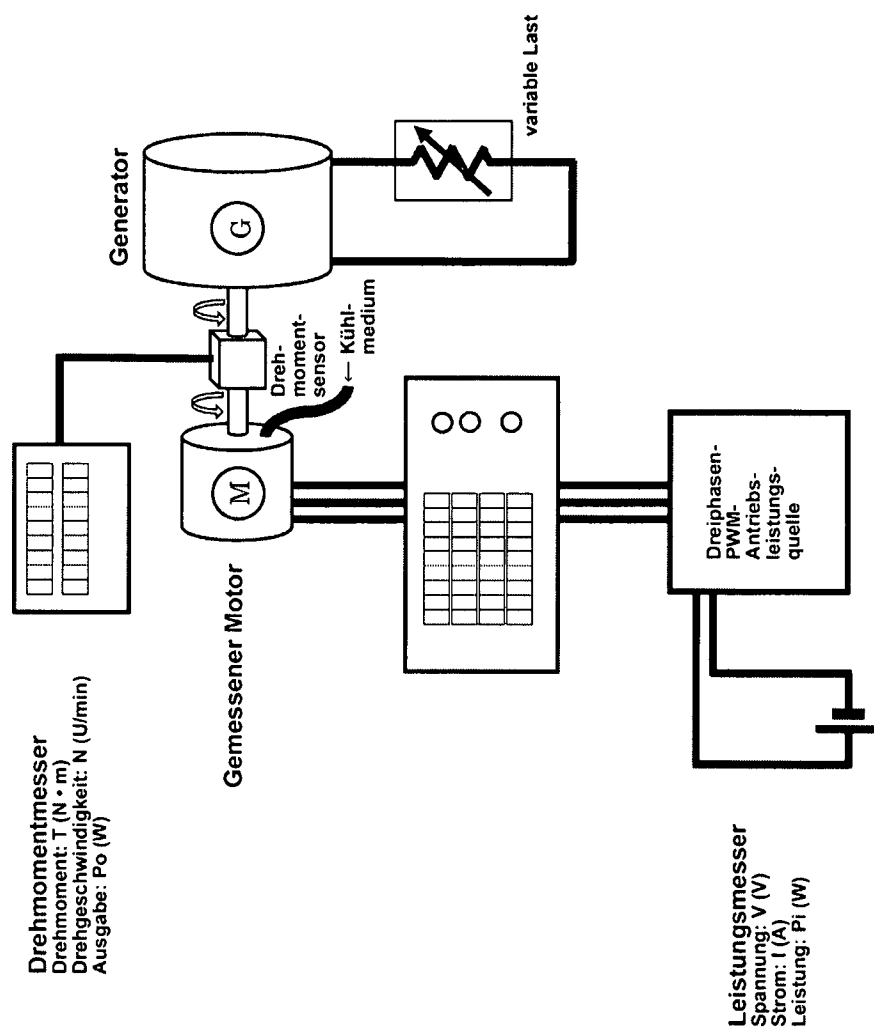 Drehmomentmesser
Drehmoment: T (N • m)
Drehgeschwindigkeit: N (U/min)
Ausgabe: Po (W)
Gemessener Motor
M
Dreh-
moment-
sensor
← Kühl-
medium
Generator
G
variable Last
Leistungsmesser
Spannung: V (V)
Strom: I (A)
Leistung: Pi (W)
Dreiphasen-
PWM-
Antriebs-
leistungs-
quelle